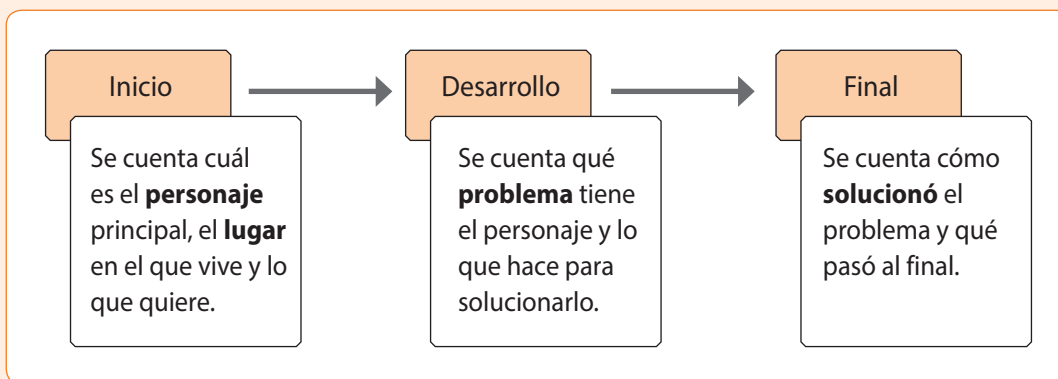 Inicio
Se cuenta cuál
es el personaje
principal, el lugar
en el que vive y lo
que quiere.
Desarrollo
Se cuenta qué
problema tiene
el personaje y lo
que hace para
solucionarlo.
Final
Se cuenta cómo
solucionó el
problema y qué
pasó al final.